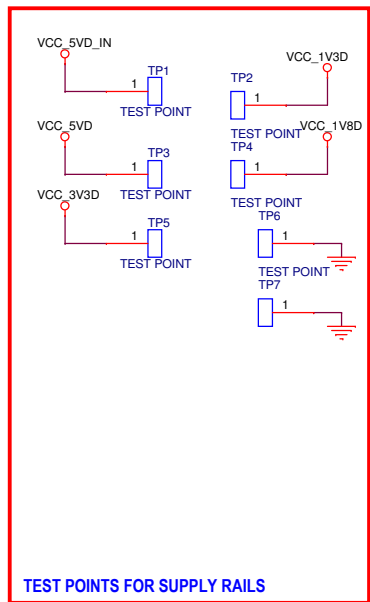 VCC_5VD_IN
1
TP1
TEST POINT
VCC_5VD
1
TP3
TEST POINT
VCC_3V3D
1
TP5
TEST POINT
VCC_1V3D
TP2
1
TEST POINT
VCC_1V8D
TP4
1
TEST POINT
TP6
1
TEST POINT
TP7
1
TEST POINTS FOR SUPPLY RAILS